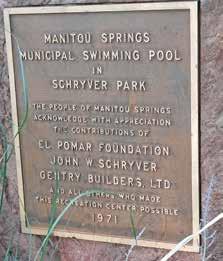 MANITOU SPRINGS
MUNICIPAL SWIMMING POOL
IN
SCHRYVER PARK
THE PEOPLE OF MANITOU SPRINGS
ACKNOWLEDGE WITH APPRECIATION
THE CONTRIBUTIONS OF
EL POMAR FOUNDATION
JOHN W. SCHRYVER
GENTRY BUILDERS, LTD
AND ALL OTHERS WHO MADE
THIS RECREATION CENTER POSSIBLE
1971